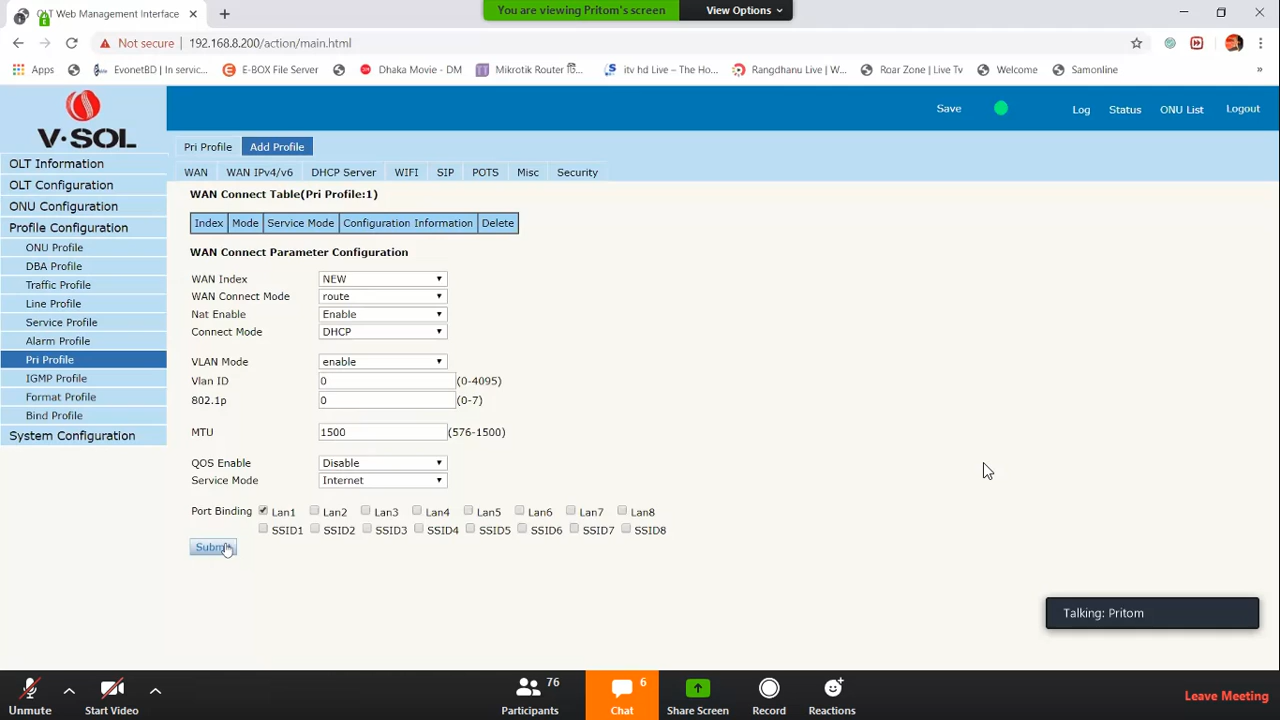 OLT Web Management Interface
You are viewing Pritom's screen
View Options
Not secure
192.168.8.200/action/main.html
Apps
EvonetBD | In servic...
E-BOX File Server
Dhaka Movie - DM
itv hd Live – The Ho...
Rangdhanu Live | W...
Roar Zone | Live Tv
Welcome
Samonline
»
V·SOL
Save
Log
Status
ONU List
Logout
OLT Information
OLT Configuration
ONU Configuration
Profile Configuration
ONU Profile
DBA Profile
Traffic Profile
Line Profile
Service Profile
Alarm Profile
Pri Profile
IGMP Profile
Format Profile
Bind Profile
System Configuration
Pri Profile
Add Profile
WAN
WAN IPv4/v6
DHCP Server
WIFI
SIP
POTS
Misc
Security
WAN Connect Table(Pri Profile:1)
Index
Mode
Service Mode
Configuration Information
Delete
WAN Connect Parameter Configuration
WAN Index NEW
WAN Connect Mode route
Nat Enable Enable
Connect Mode DHCP
VLAN Mode enable
Vlan ID 0 (0-4095)
802.1p 0 (0-7)
MTU 1500 (576-1500)
QOS Enable Disable
Service Mode Internet
Port Binding Lan1 Lan2 Lan3 Lan4 Lan5 Lan6 Lan7 Lan8
SSID1 SSID2 SSID3 SSID4 SSID5 SSID6 SSID7 SSID8
Talking: Pritom
Unmute
Start Video
76
Participants
6
Chat
Share Screen
Record
Reactions
Leave Meeting